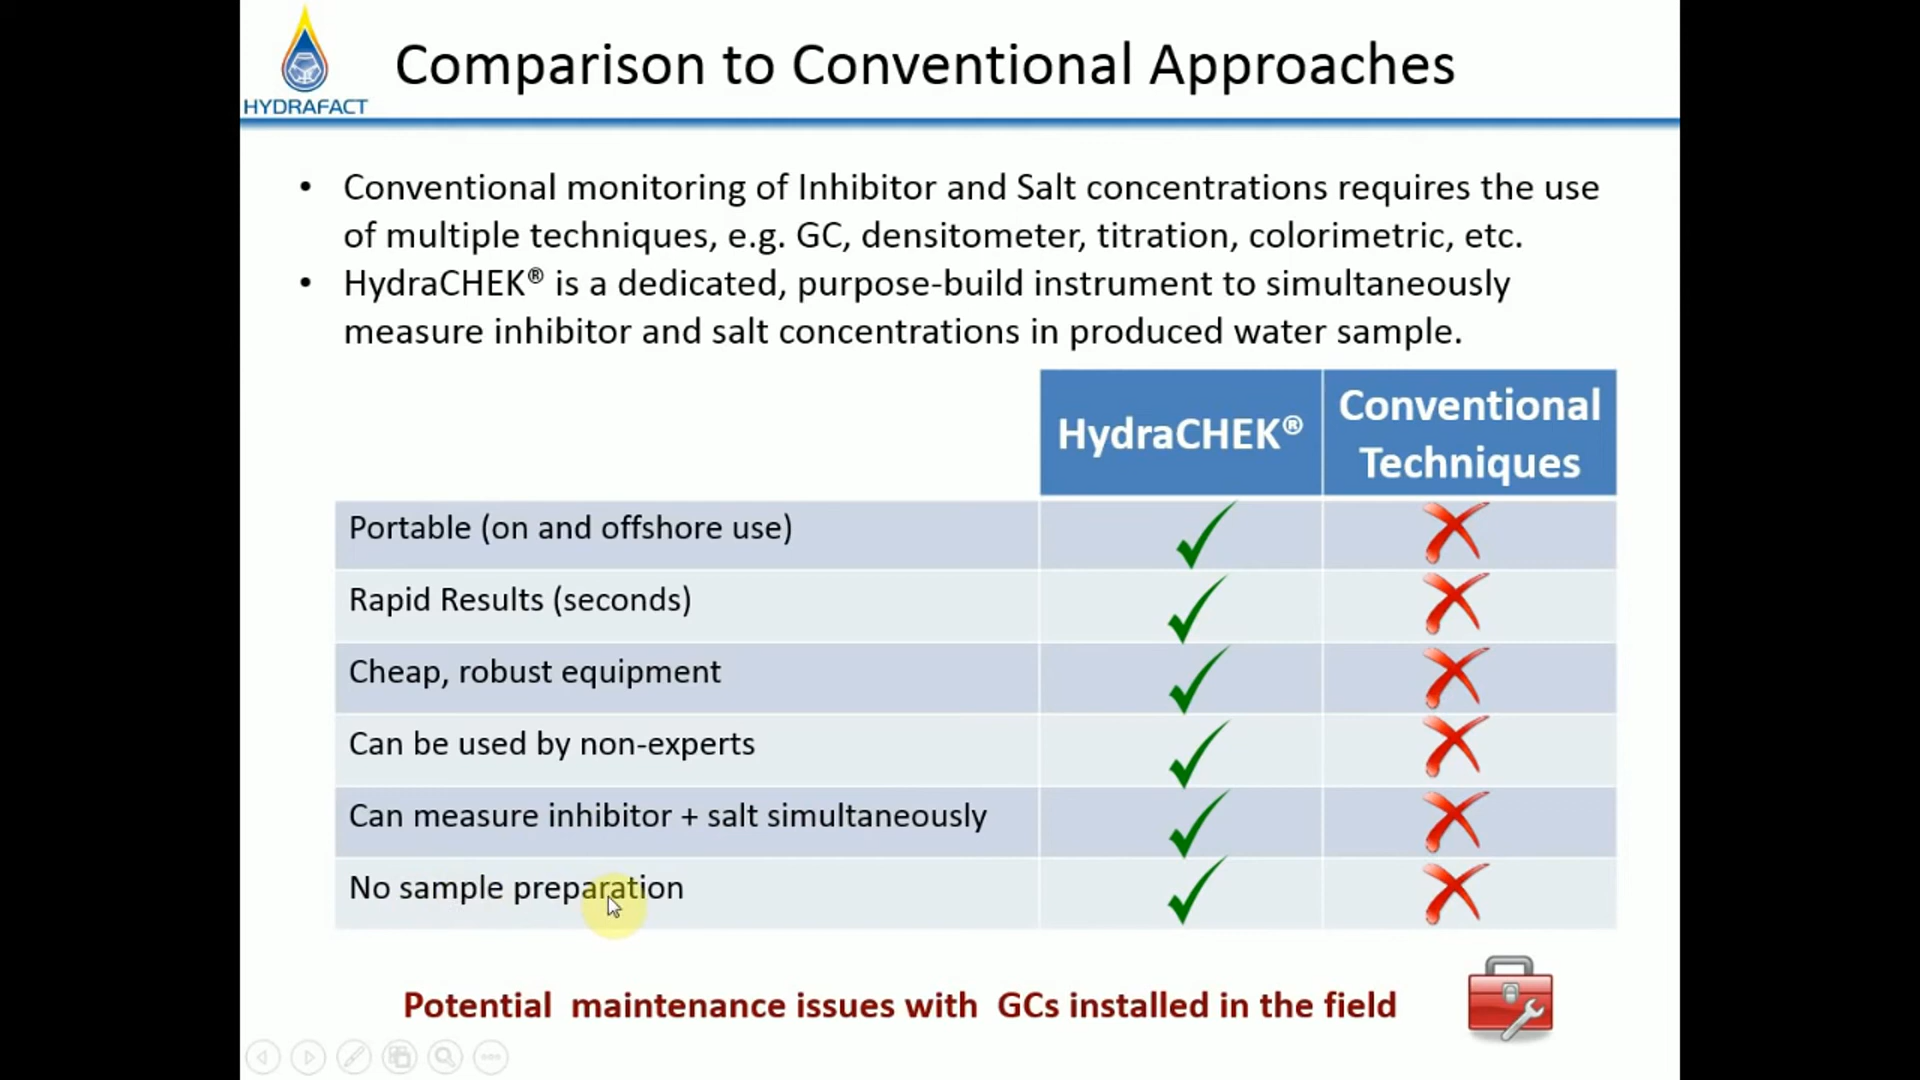 HYDRAFACT
Comparison to Conventional Approaches
• Conventional monitoring of Inhibitor and Salt concentrations requires the use
of multiple techniques, e.g. GC, densitometer, titration, colorimetric, etc.
• HydraCHEK® is a dedicated, purpose-build instrument to simultaneously
measure inhibitor and salt concentrations in produced water sample.
HydraCHEK®
Conventional
Techniques
Portable (on and offshore use)
Rapid Results (seconds)
Cheap, robust equipment
Can be used by non-experts
Can measure inhibitor + salt simultaneously
No sample preparation
Potential maintenance issues with GCs installed in the field